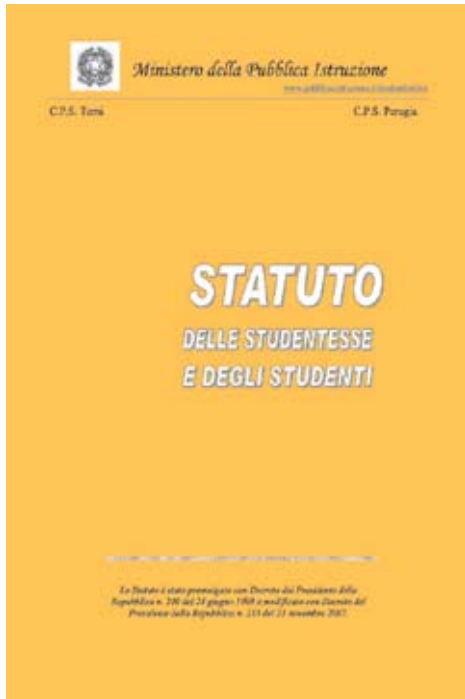 Ministero della Pubblica Istruzione
C.P.S. Terni
C.P.S. Perugia
STATUTO
DELLE STUDENTESSE
E DEGLI STUDENTI
Lo Statuto è stato promulgato con Decreto del Presidente della
Repubblica n. del 24 giugno 1998 e modificato con Decreto del
Presidente della Repubblica n. 235 del 21 novembre 2007.